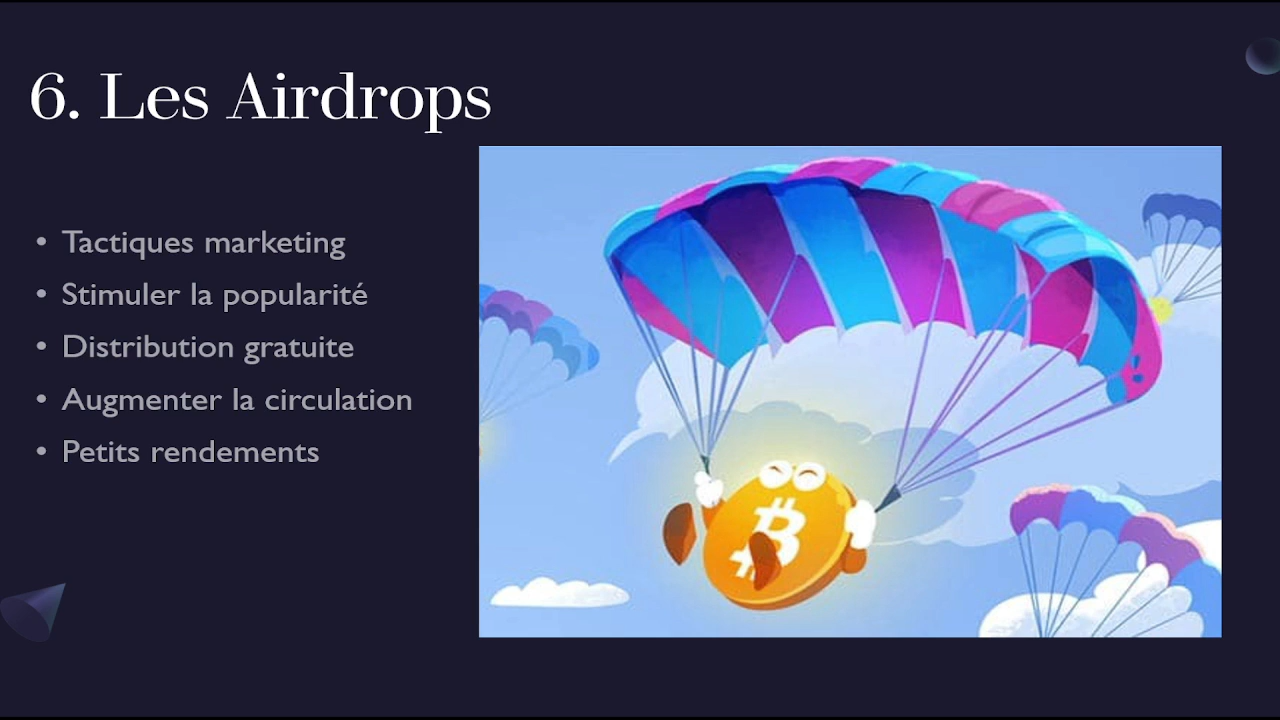 6. Les Airdrops
• Tactiques marketing
• Stimuler la popularité
• Distribution gratuite
• Augmenter la circulation
• Petits rendements